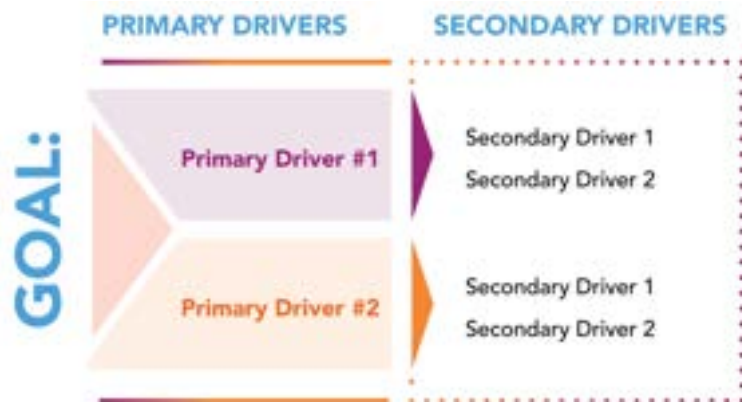 PRIMARY DRIVERS
SECONDARY DRIVERS
GOAL:
Primary Driver #1
Secondary Driver 1
Secondary Driver 2
Primary Driver #2
Secondary Driver 1
Secondary Driver 2